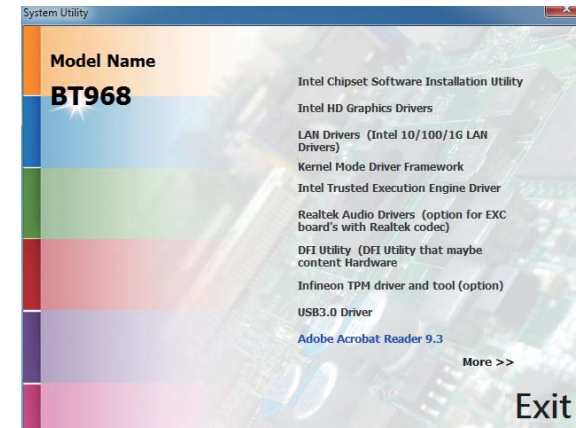 System Utility
Model Name
BT968
Intel Chipset Software Installation Utility
Intel HD Graphics Drivers
LAN Drivers (Intel 10/100/1G LAN
Drivers)
Kernel Mode Driver Framework
Intel Trusted Execution Engine Driver
Realtek Audio Drivers (option for EXC
board's with Realtek codec)
DFI Utility (DFI Utility that maybe
content Hardware
Infineon TPM driver and tool (option)
USB3.0 Driver
Adobe Acrobat Reader 9.3
More >>
Exit